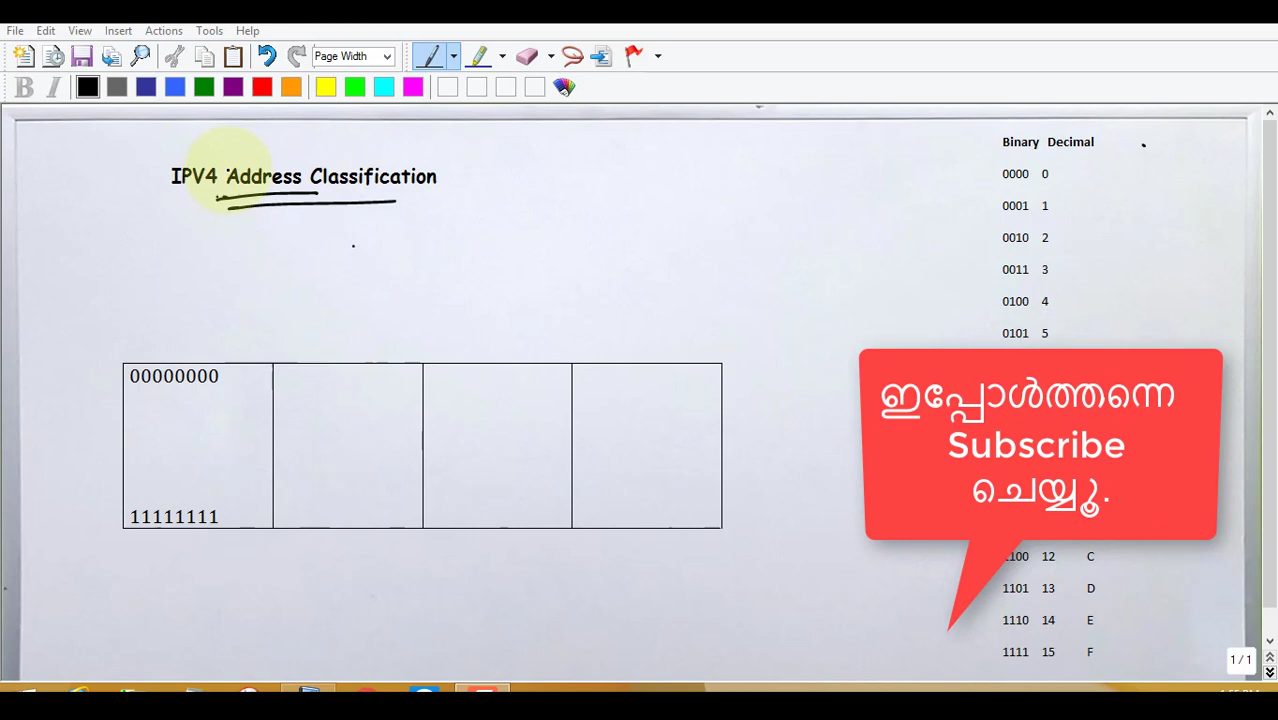 File Edit View Insert Actions Tools Help
Page Width
B I
IPV4 Address Classification
00000000
11111111
Binary Decimal
0000 0
0001 1
0010 2
0011 3
0100 4
0101 5
ഇപ്പോൾത്തന്നെ
Subscribe
ചെയ്യൂ.
1100 12 C
1101 13 D
1110 14 E
1111 15 F
1 / 1